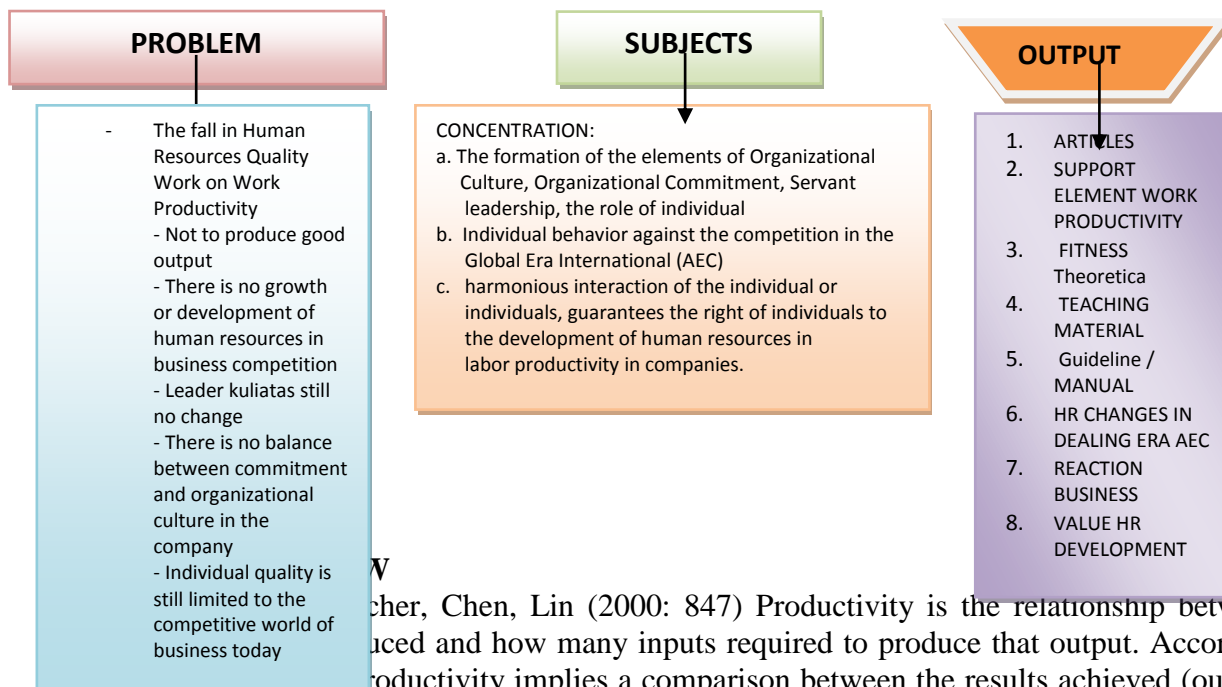 PROBLEM
- The fall in Human
Resources Quality
Work on Work
Productivity
- Not to produce good
output
- There is no growth
or development of
human resources in
business competition
- Leader kuliatas still
no change
- There is no balance
between commitment
and organizational
culture in the
company
- Individual quality is
still limited to the
competitive world of
business today
SUBJECTS
CONCENTRATION:
a. The formation of the elements of Organizational
Culture, Organizational Commitment, Servant
leadership, the role of individual
b. Individual behavior against the competition in the
Global Era International (AEC)
c. harmonious interaction of the individual or
individuals, guarantees the right of individuals to
the development of human resources in
labor productivity in companies.
OUTPUT
1. ARTICLES
2. SUPPORT
ELEMENT WORK
PRODUCTIVITY
3. FITNESS
Theoretica
4. TEACHING
MATERIAL
5. Guideline /
MANUAL
6. HR CHANGES IN
DEALING ERA AEC
7. REACTION
BUSINESS
8. VALUE HR
DEVELOPMENT
Chen, Lin (2000: 847) Productivity is the relationship
and how many inputs required to produce that output.
implies a comparison between the results achieved